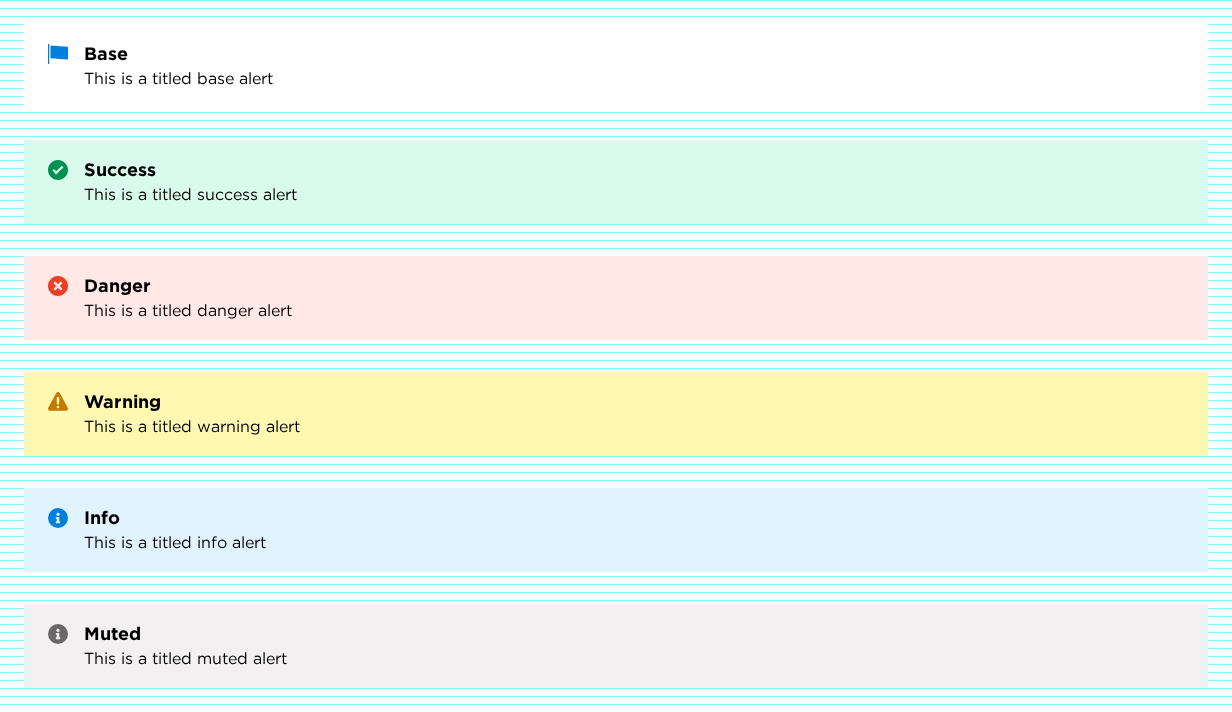 Base
This is a titled base alert
Success
This is a titled success alert
Danger
This is a titled danger alert
Warning
This is a titled warning alert
Info
This is a titled info alert
Muted
This is a titled muted alert